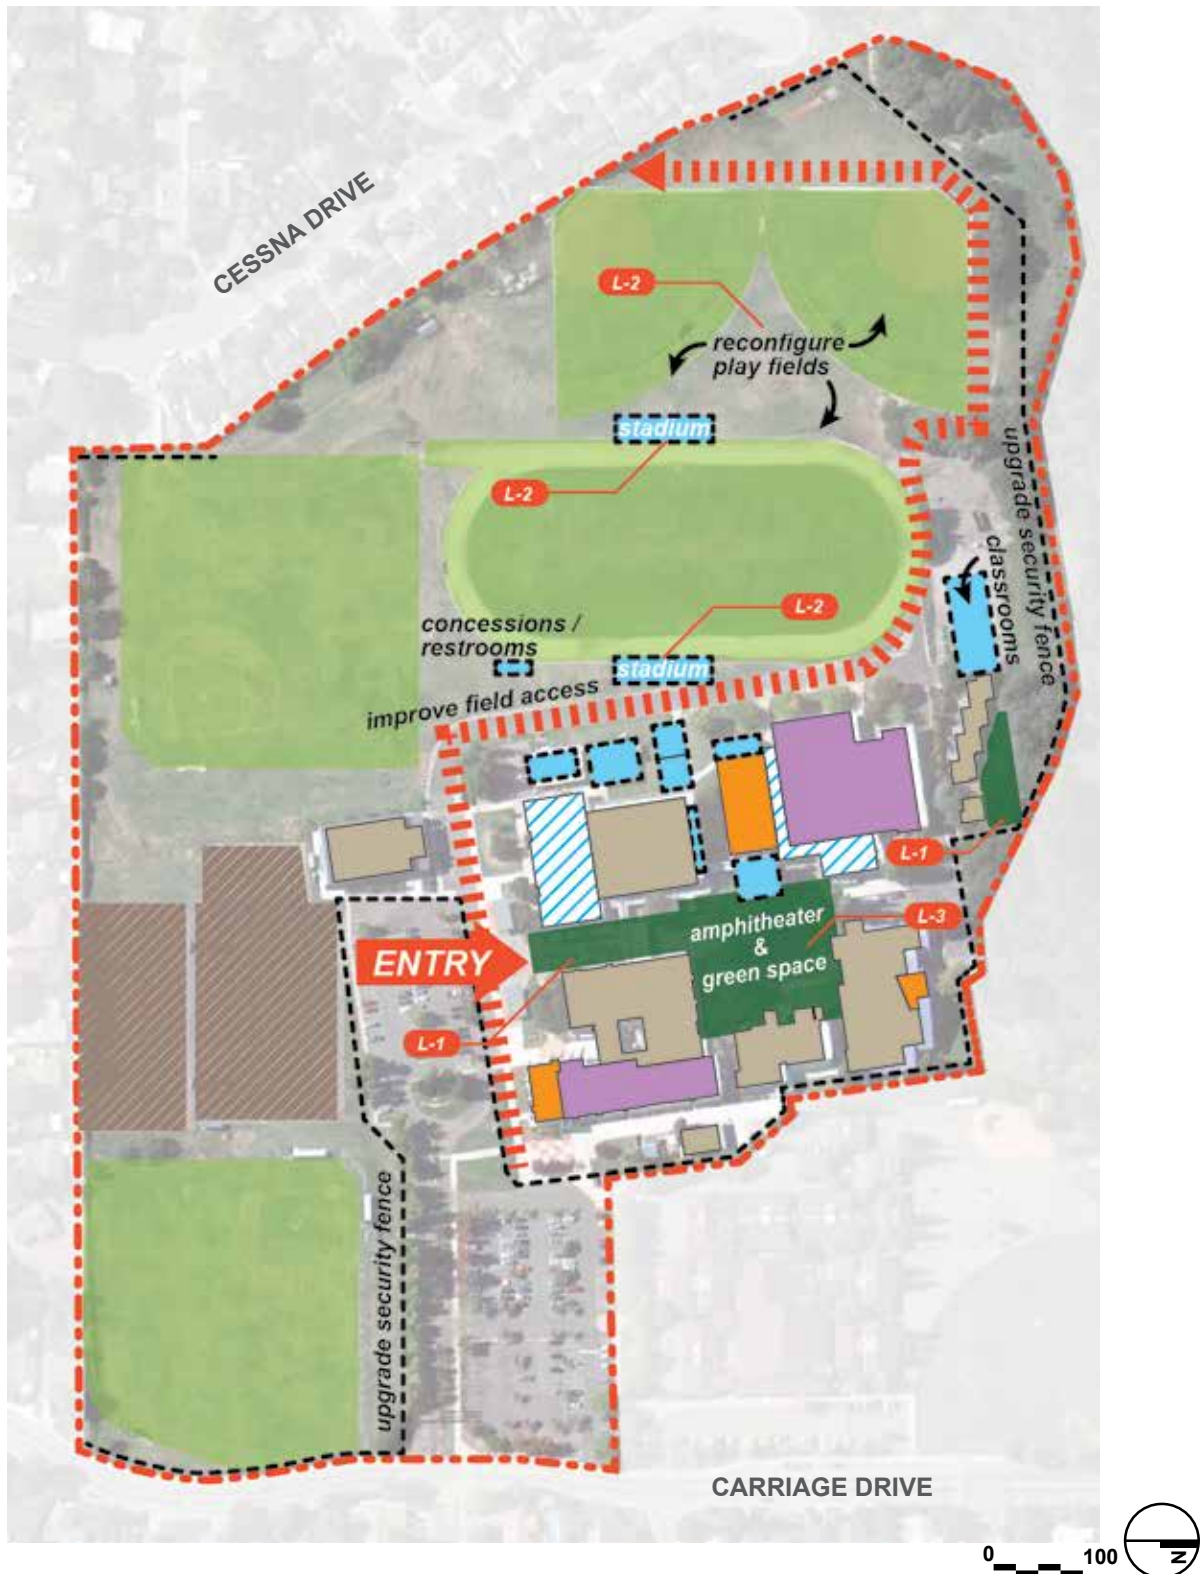 CESSNA DRIVE
L-2
reconfigure
play fields
stadium
L-2
upgrade security fence
classrooms
L-2
concessions /
restrooms
stadium
improve field access
L-1
amphitheater
&
green space
L-3
ENTRY
L-1
upgrade security fence
CARRIAGE DRIVE
0 100
N